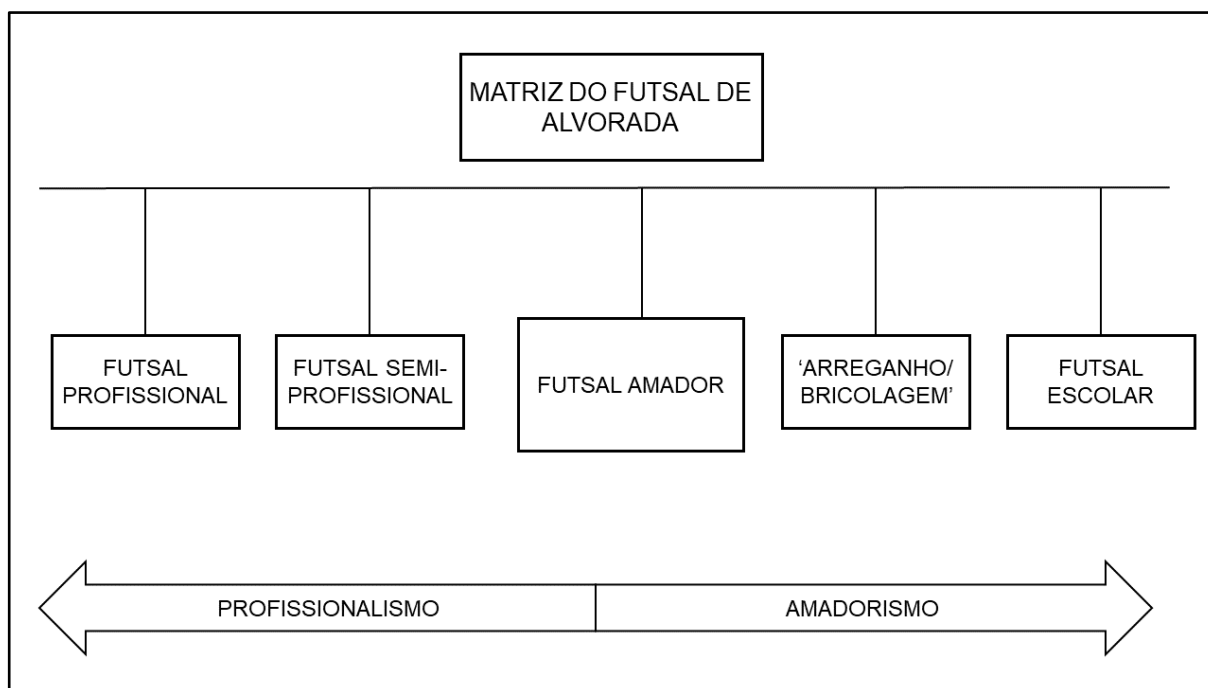 MATRIZ DO FUTSAL DE
ALVORADA
FUTSAL
PROFISSIONAL
FUTSAL SEMI-
PROFISSIONAL
FUTSAL AMADOR
‘ARREGANHO/
BRICOLAGEM’
FUTSAL
ESCOLAR
PROFISSIONALISMO
AMADORISMO